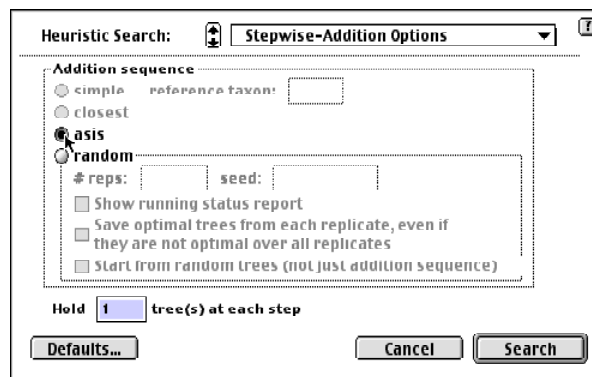 Heuristic Search: Stepwise-Addition Options ?
Addition sequence
simple reference taxon:
closest
asis
random
# reps: seed:
Show running status report
Save optimal trees from each replicate, even if
they are not optimal over all replicates
Start from random trees (not just addition sequence)
Hold 1 tree(s) at each step
Defaults... Cancel Search